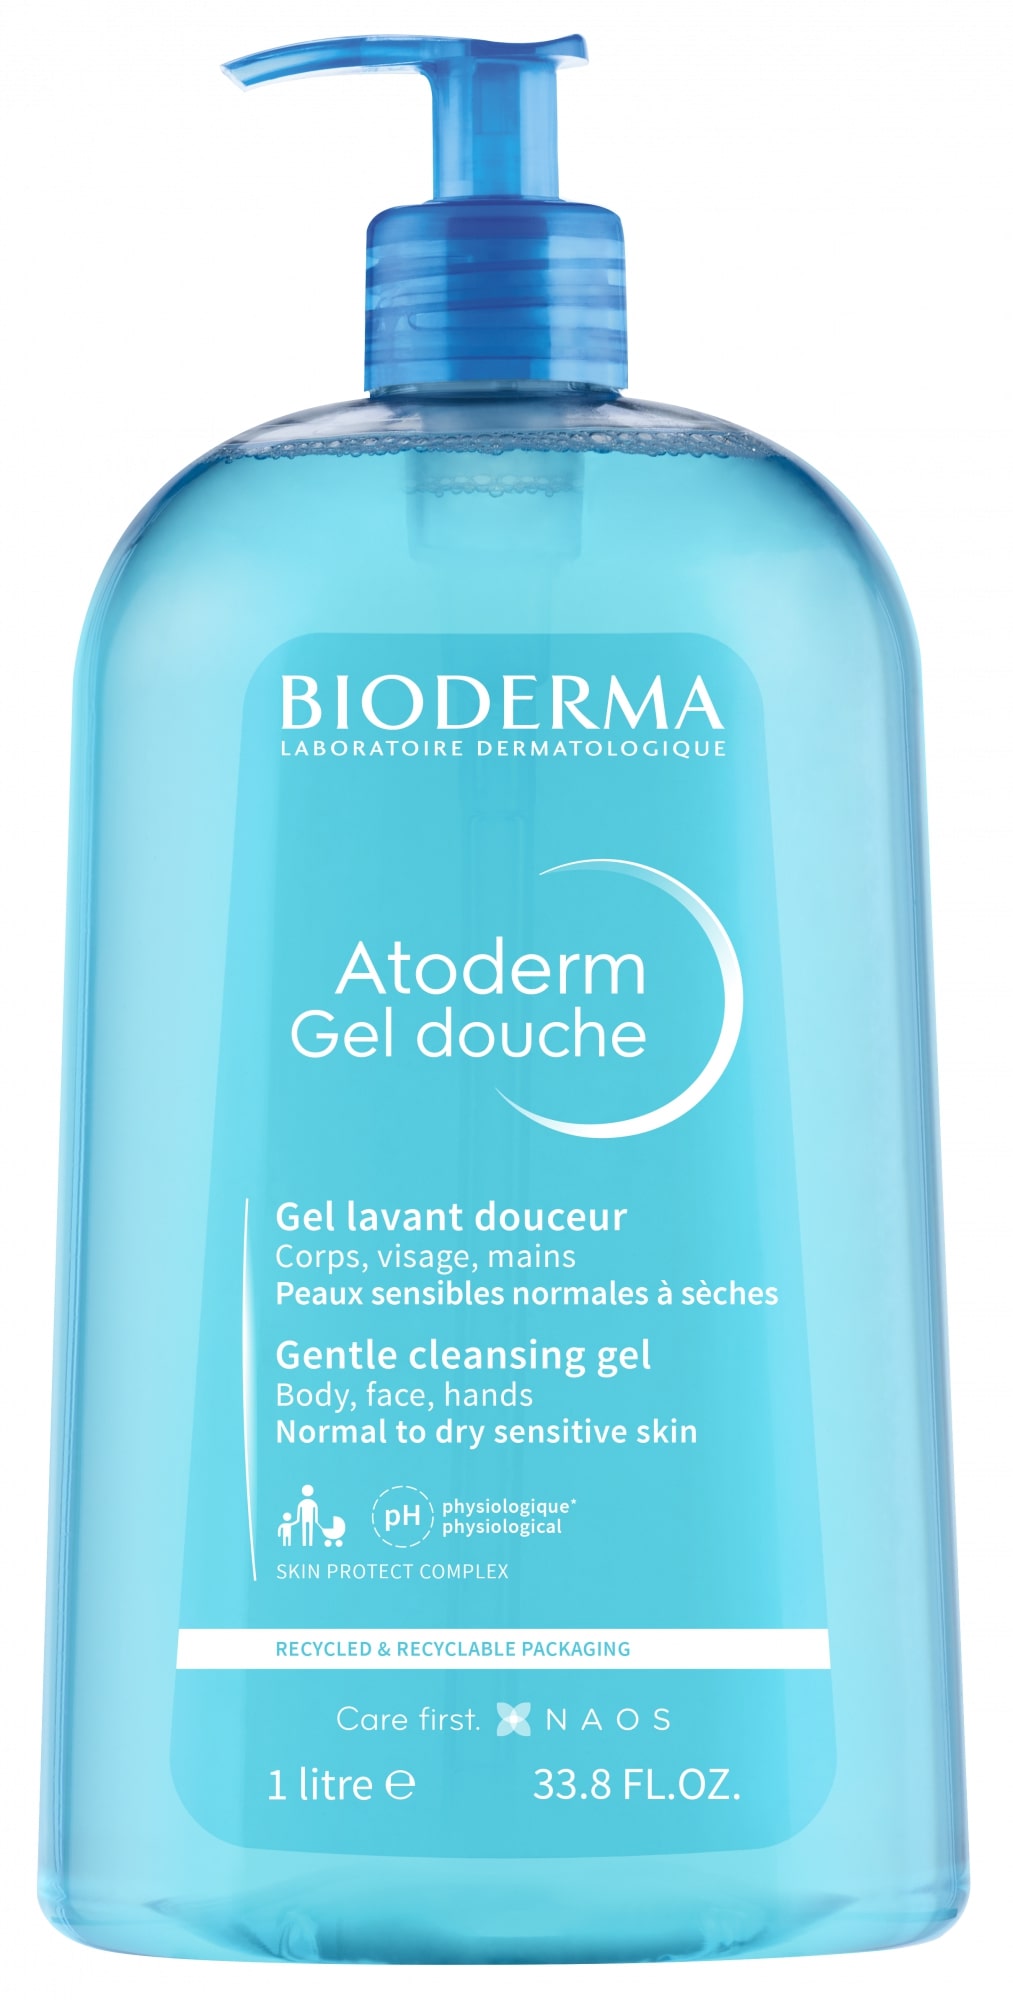 BIODERMA
LABORATOIRE DERMATOLOGIQUE
Atoderm
Gel douche
Gel lavant douceur
Corps, visage, mains
Peaux sensibles normales à sèches
Gentle cleansing gel
Body, face, hands
Normal to dry sensitive skin
pH physiologique*
physiological
SKIN PROTECT COMPLEX
RECYCLED & RECYCLABLE PACKAGING
Care first. NAOS
1 litre ℮ 33.8 FL.OZ.